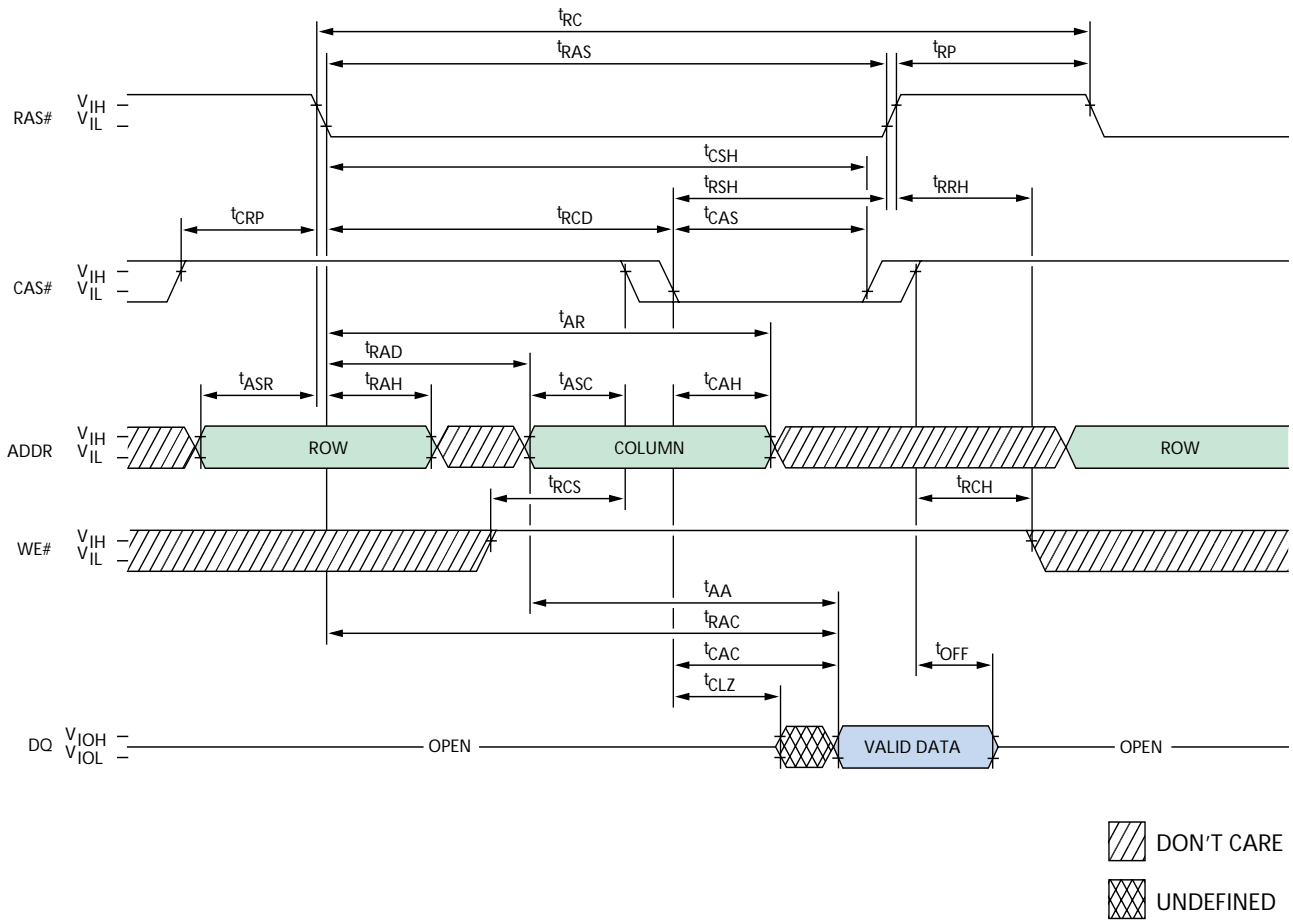 tRC
tRAS
tRP
RAS#
VIH
VIL
tCSH
tRSH
tRRH
tCRP
tRCD
tCAS
CAS#
VIH
VIL
tAR
tRAD
tASR
tRAH
tASC
tCAH
ADDR
VIH
VIL
ROW
COLUMN
ROW
tRCS
tRCH
WE#
VIH
VIL
tAA
tRAC
tCAC
tOFF
tCLZ
DQ
VIOH
VIOL
OPEN
VALID DATA
OPEN
DON'T CARE
UNDEFINED